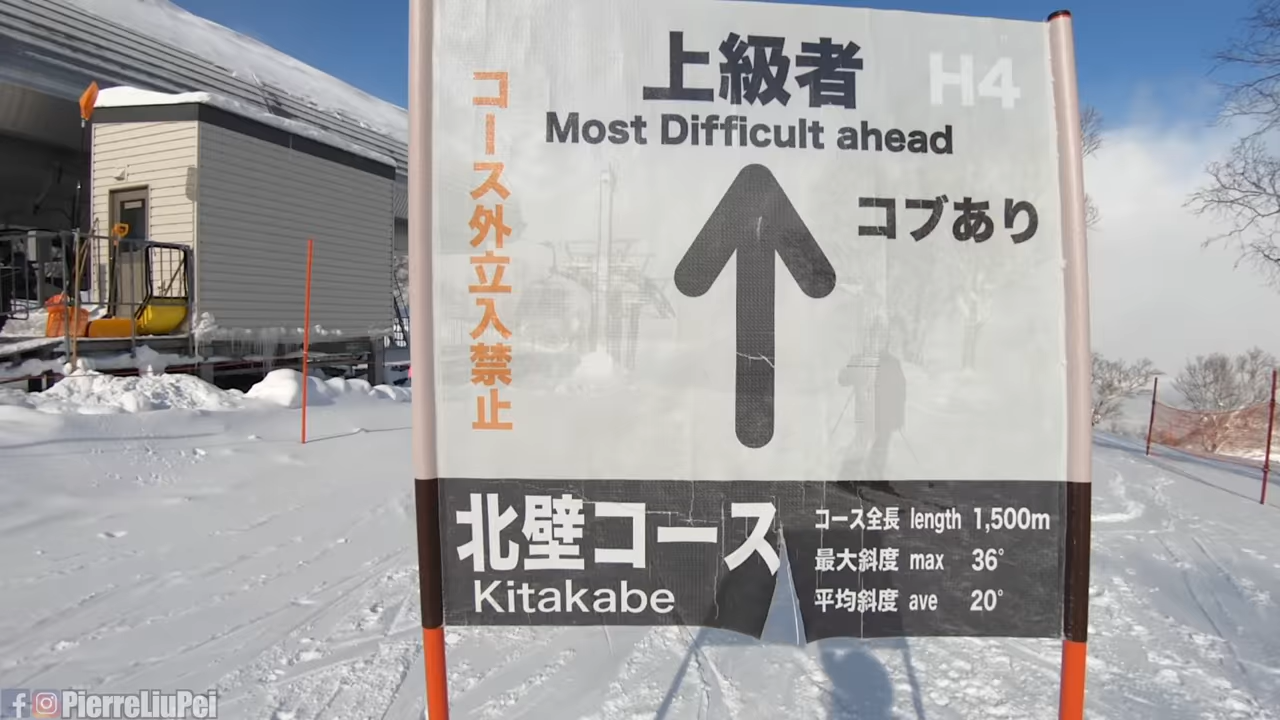 上級者
H4
Most Difficult ahead
コース外立入禁止
コブあり
北壁コース
Kitakabe
コース全長 length 1,500m
最大斜度 max 36°
平均斜度 ave 20°
PierreLiuPei